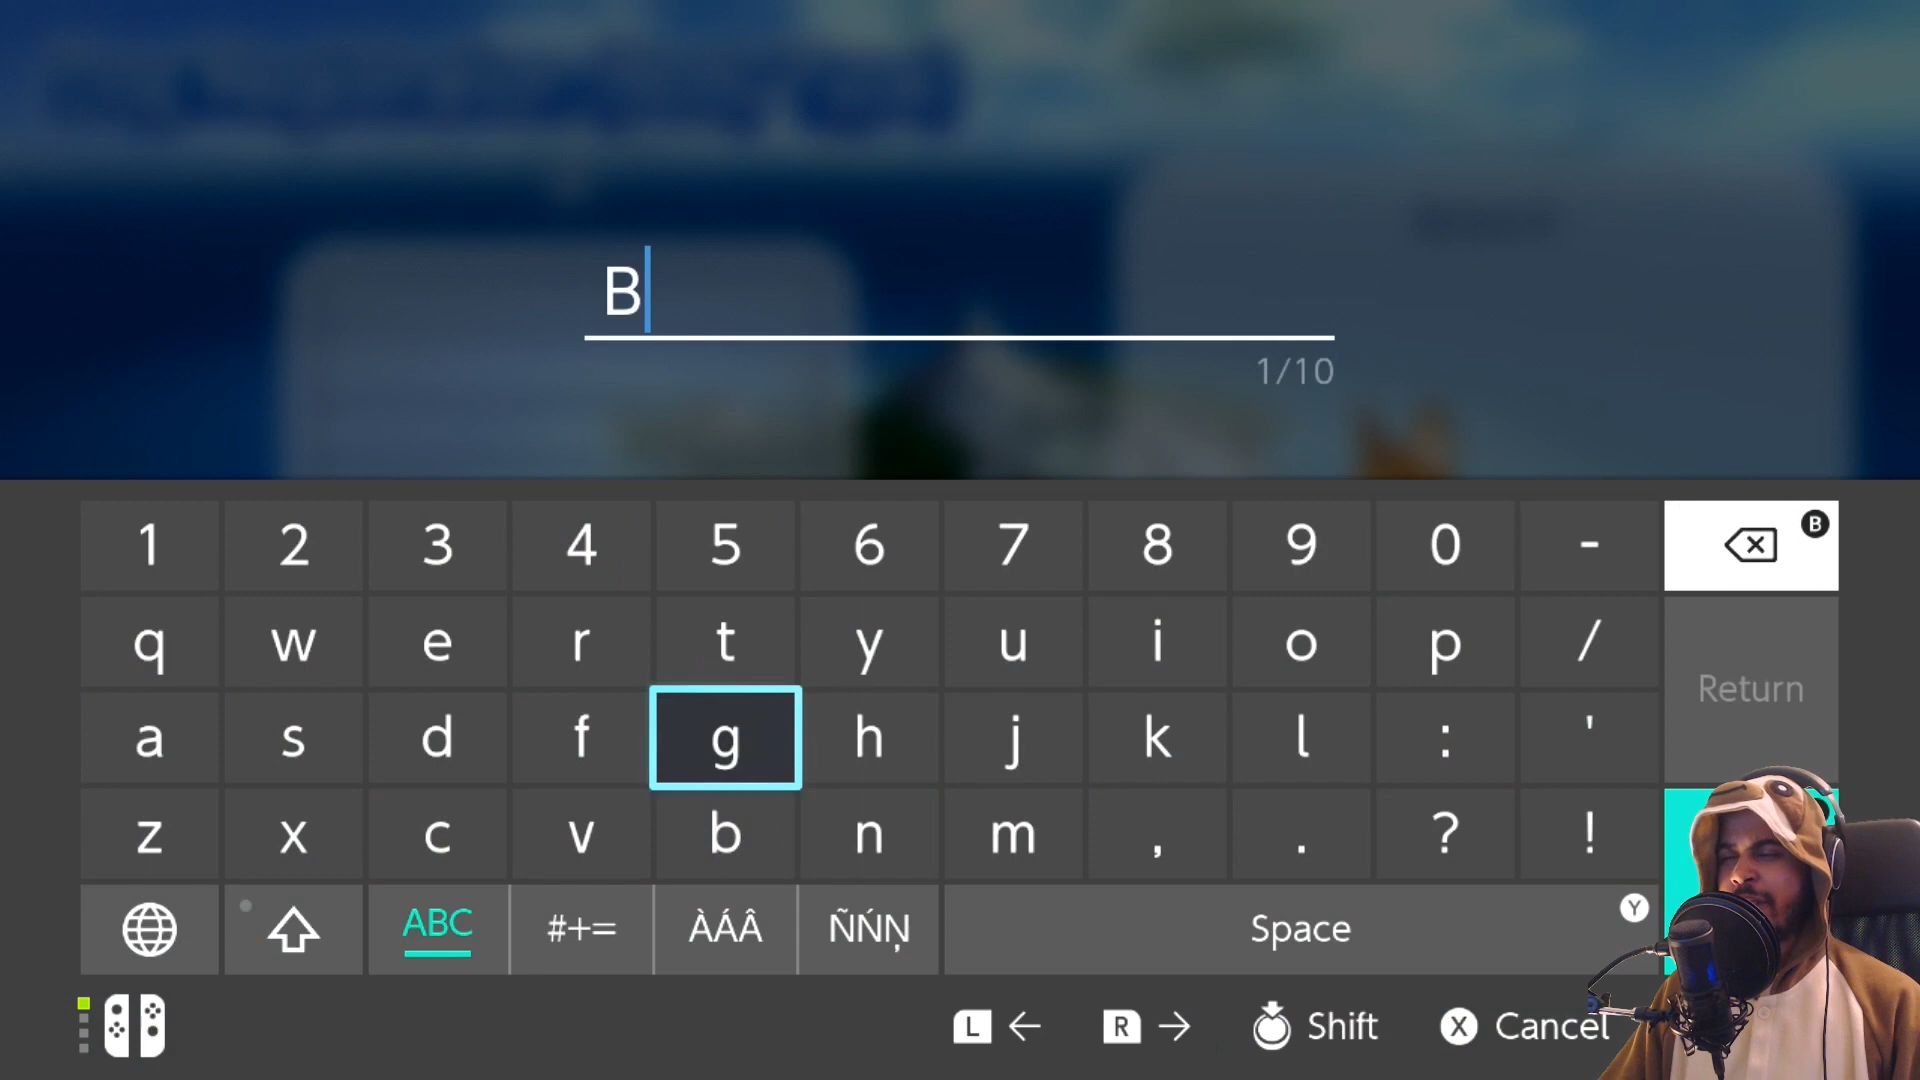 B
1/10
1 2 3 4 5 6 7 8 9 0 - B
q w e r t y u i o p /
Return
a s d f g h j k l : '
z x c v b n m , . ? !
ABC #+= ÀÁÂ ÑŃŅ Space Y
L ← R → Shift X Cancel